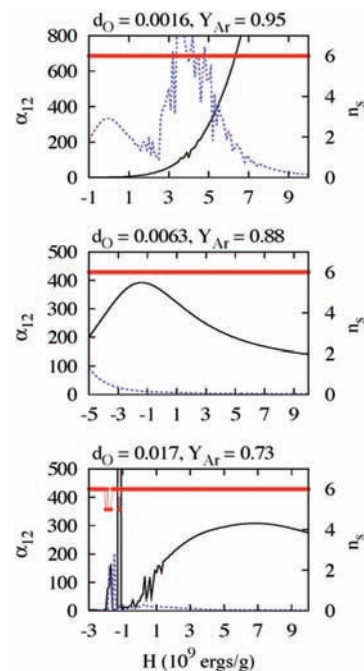 d_O = 0.0016, Y_Ar = 0.95
800
600
400
200
0
α_12
6
4
2
0
n_s
-1 1 3 5 7 9
d_O = 0.0063, Y_Ar = 0.88
500
400
300
200
100
0
α_12
6
4
2
0
n_s
-5 -3 -1 1 3 5 7 9
d_O = 0.017, Y_Ar = 0.73
500
400
300
200
100
0
α_12
6
4
2
0
n_s
-3 -1 1 3 5 7 9
H (10^9 ergs/g)